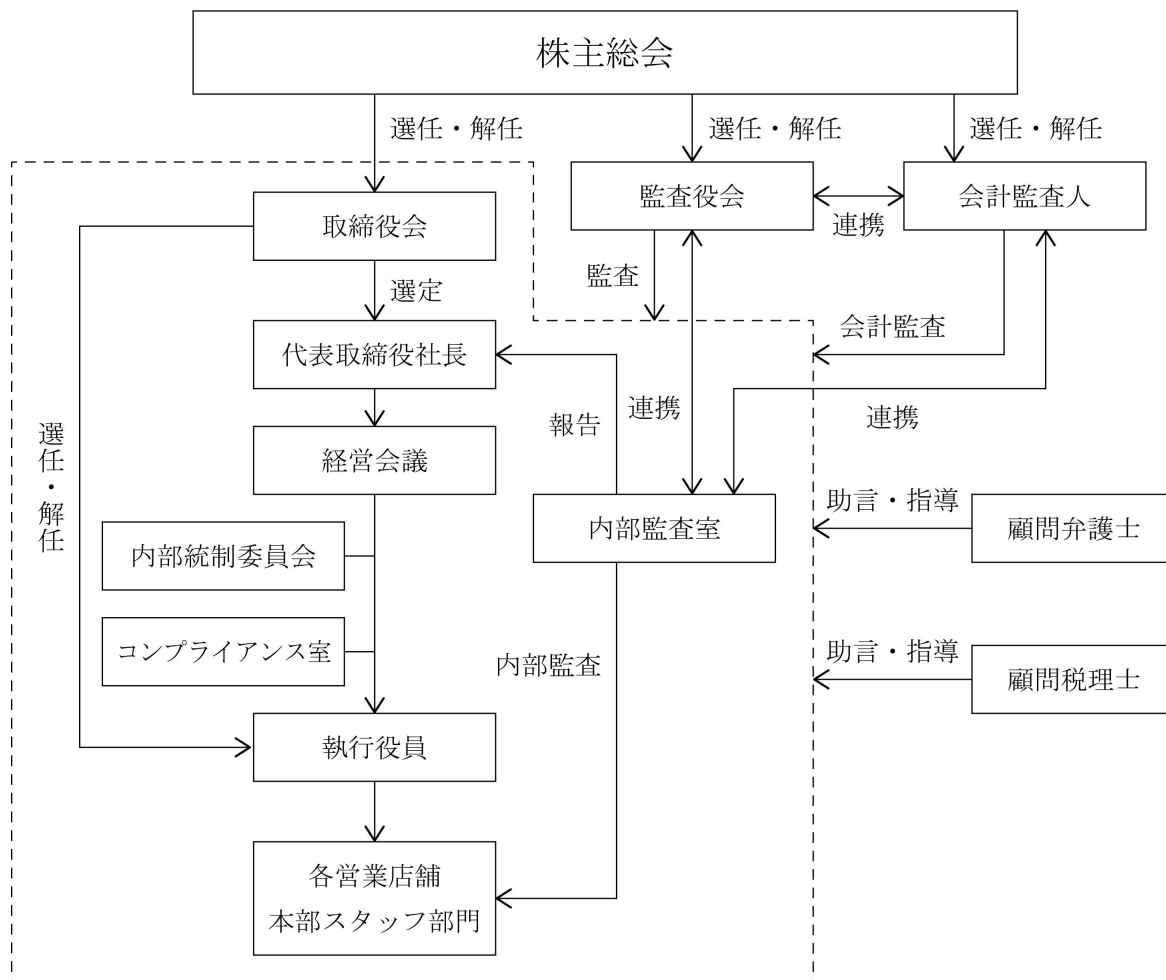 株主総会
選任・解任
選任・解任
選任・解任
取締役会
監査役会
連携
会計監査人
選定
監査
会計監査
代表取締役社長
報告
連携
連携
選任・解任
経営会議
内部監査室
助言・指導
顧問弁護士
内部統制委員会
コンプライアンス室
内部監査
助言・指導
顧問税理士
執行役員
各営業店舗
本部スタッフ部門